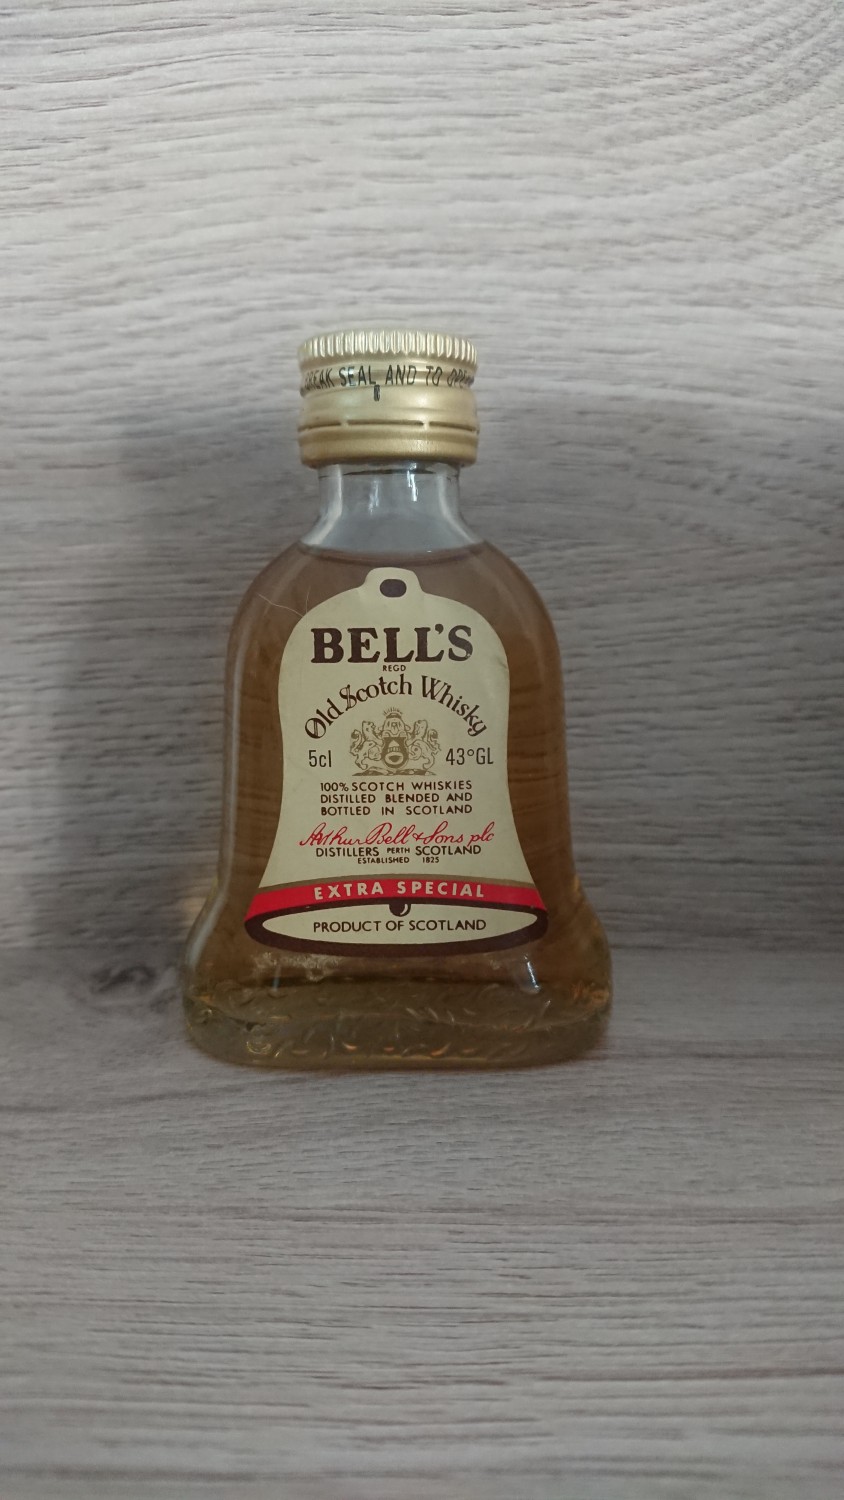 BREAK SEAL AND TO OPEN
BELL'S
REGD
Old Scotch Whisky
5cl 43°GL
100% SCOTCH WHISKIES
DISTILLED BLENDED AND
BOTTLED IN SCOTLAND
Arthur Bell & Sons plc
DISTILLERS PERTH SCOTLAND
ESTABLISHED 1825
EXTRA SPECIAL
PRODUCT OF SCOTLAND